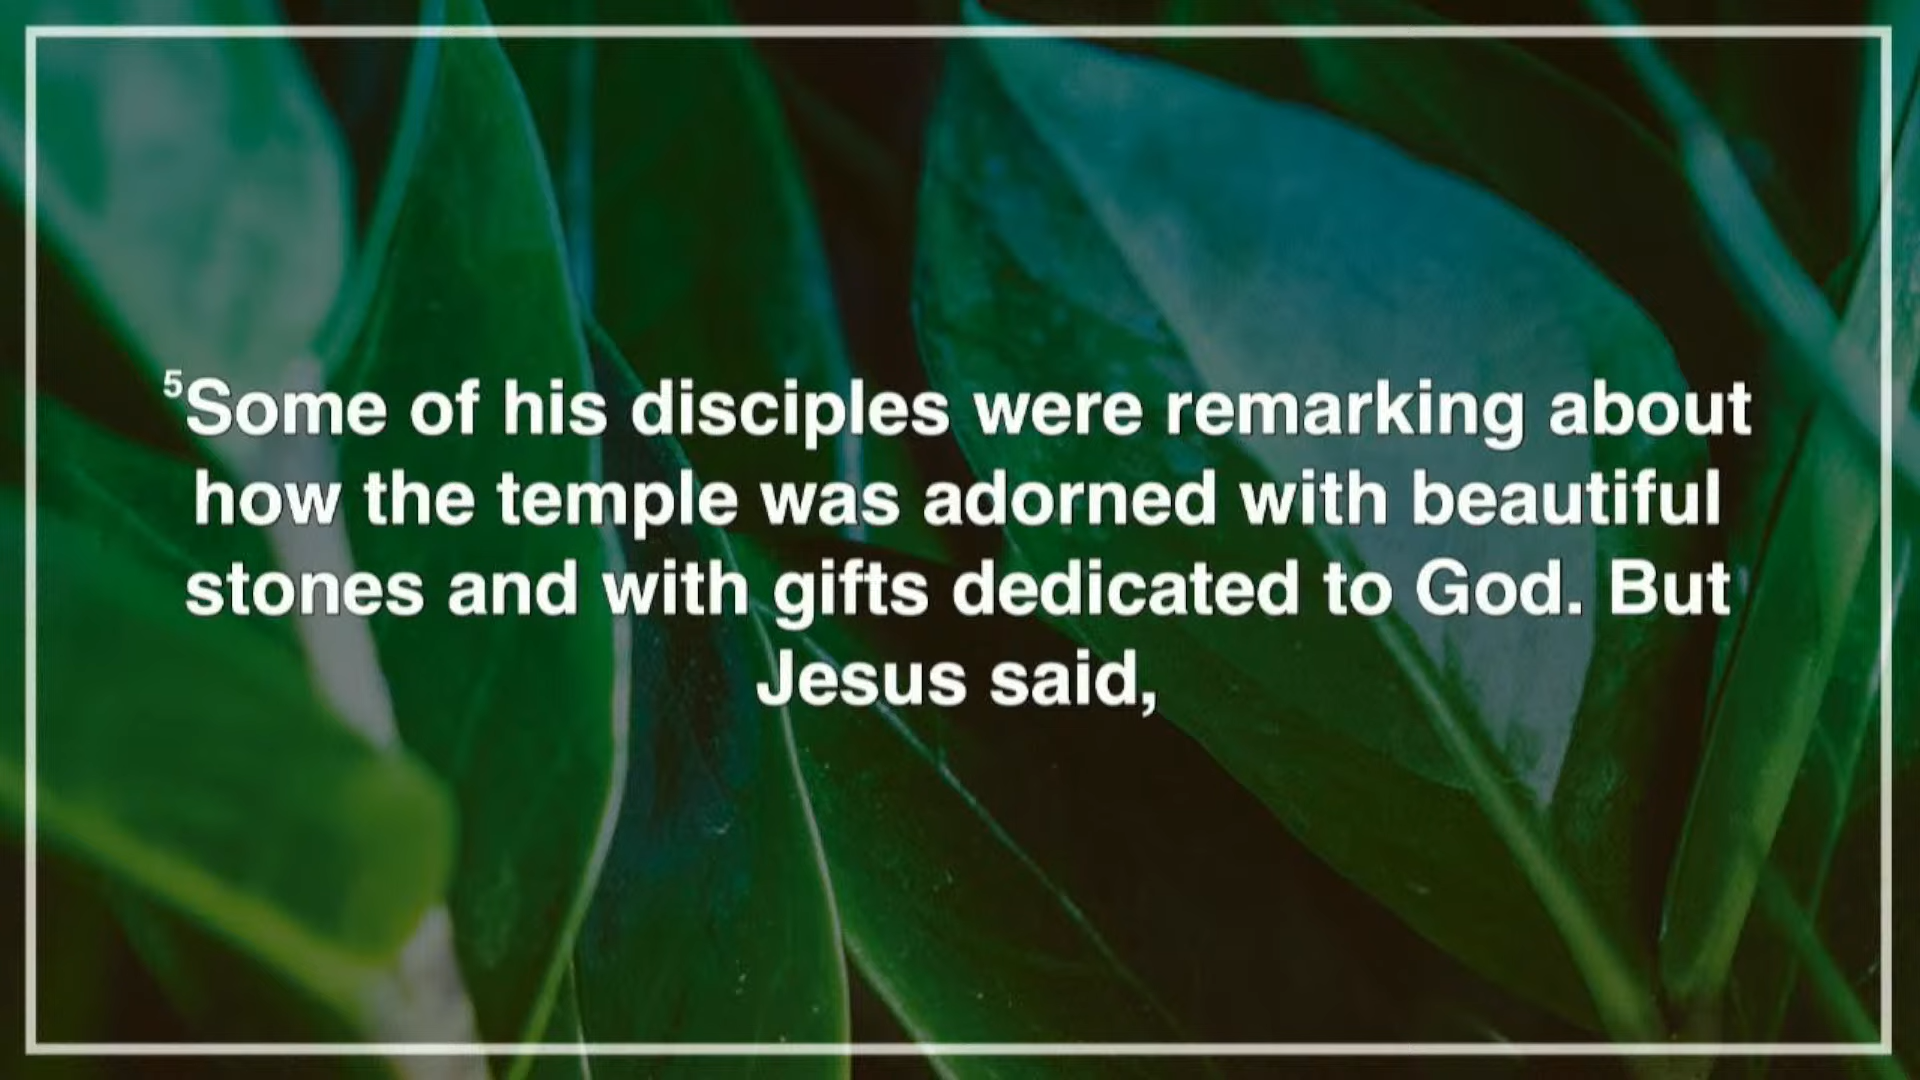 ⁵Some of his disciples were remarking about
how the temple was adorned with beautiful
stones and with gifts dedicated to God. But
Jesus said,